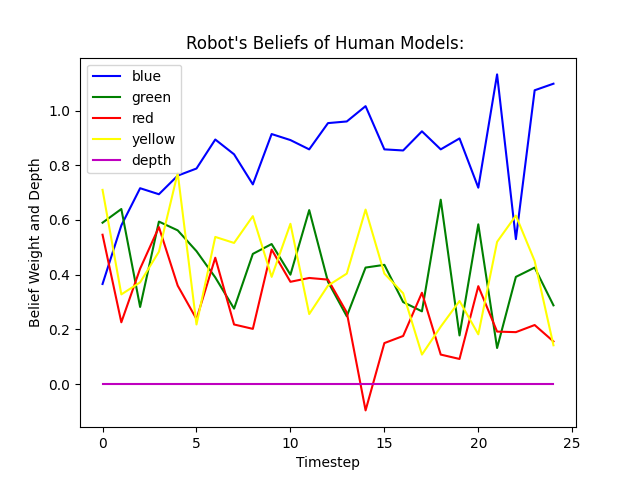 Robot's Beliefs of Human Models:
blue
green
red
yellow
depth
1.0
0.8
0.6
0.4
0.2
0.0
Belief Weight and Depth
0 5 10 15 20 25
Timestep